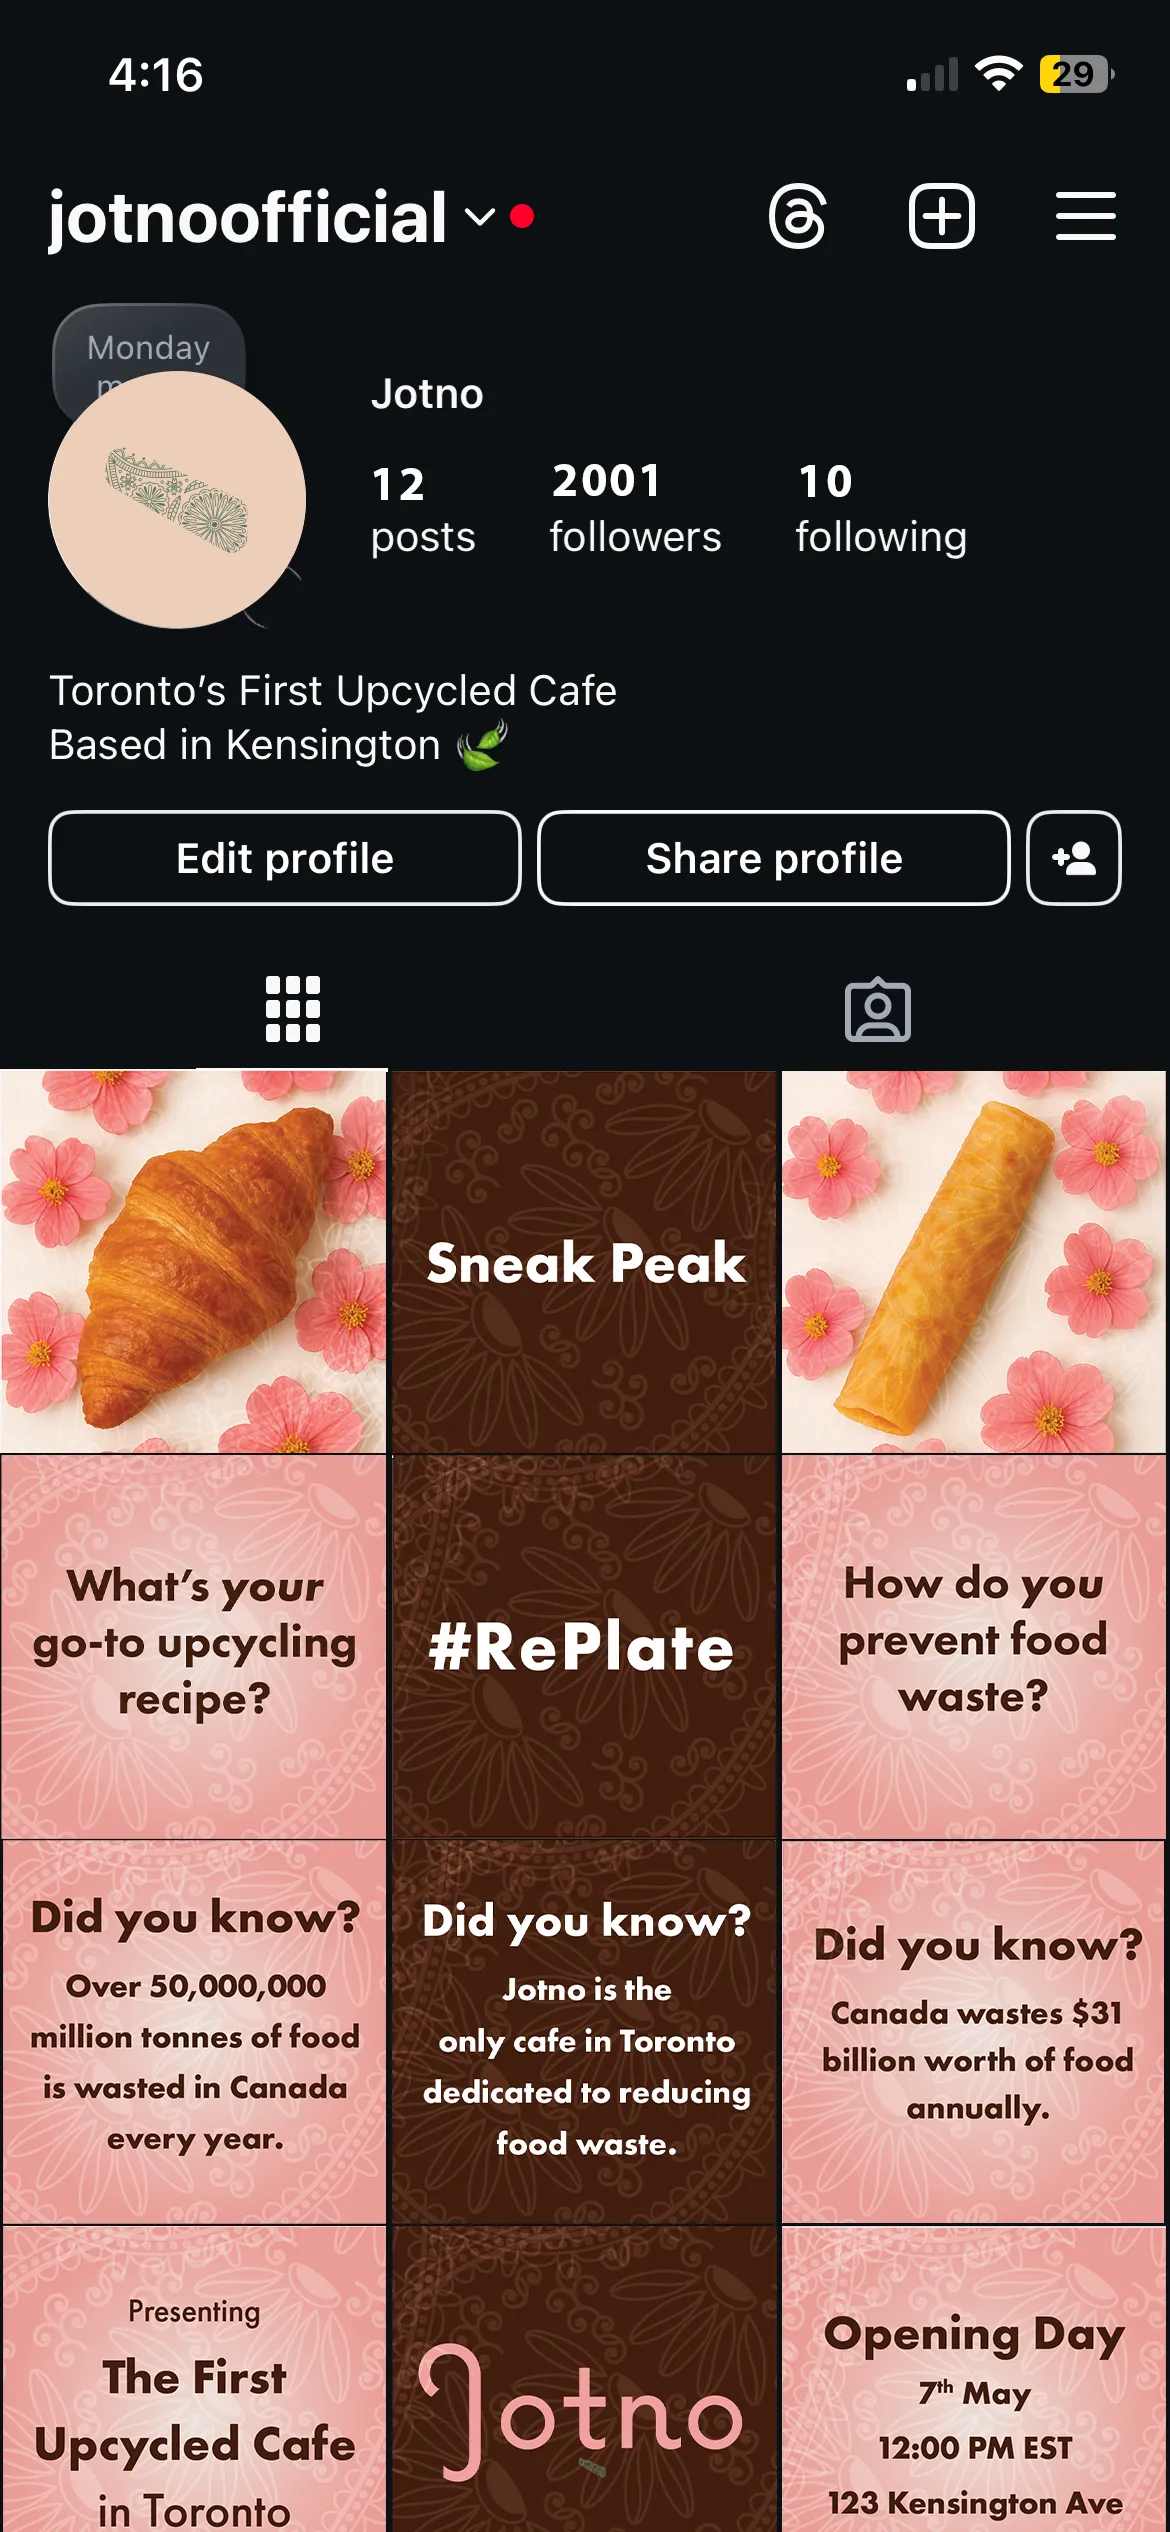 4:16
29
jotnoofficial
Monday
Jotno
12 posts
2001 followers
10 following
Toronto's First Upcycled Cafe
Based in Kensington 🌿
Edit profile
Share profile
Sneak Peak
What's your
go-to upcycling
recipe?
#RePlate
How do you
prevent food
waste?
Did you know?
Over 50,000,000
million tonnes of food
is wasted in Canada
every year.
Did you know?
Jotno is the
only cafe in Toronto
dedicated to reducing
food waste.
Did you know?
Canada wastes $31
billion worth of food
annually.
Presenting
The First
Upcycled Cafe
in Toronto
Jotno
Opening Day
7th May
12:00 PM EST
123 Kensington Ave